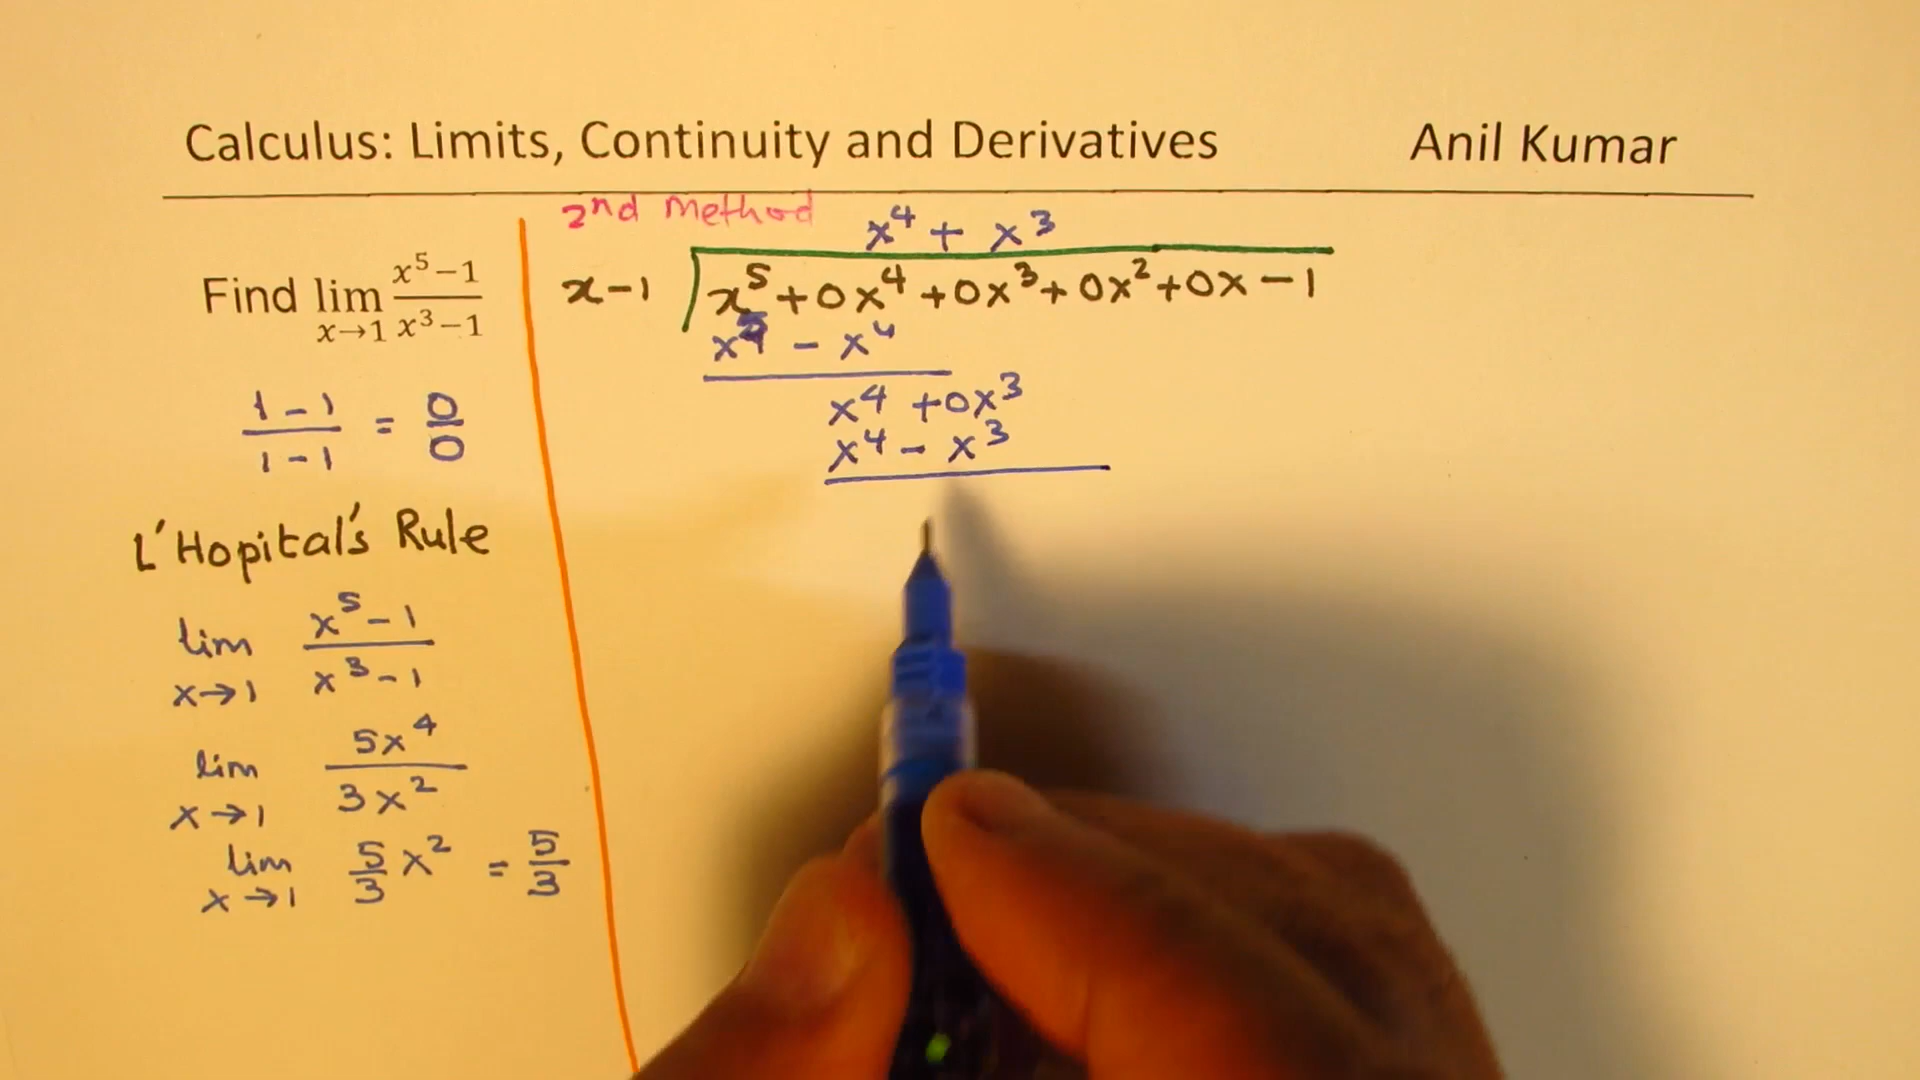 Calculus: Limits, Continuity and Derivatives Anil Kumar
Find lim x→1 x⁵−1 / x³−1
1 - 1 / 1 - 1 = 0/0
L'Hopital's Rule
lim x→1 x⁵-1 / x³-1
lim x→1 5x⁴ / 3x²
lim x→1 5/3 x² = 5/3
2nd Method
x⁴ + x³
x-1 x⁵+0x⁴+0x³+0x²+0x-1
x⁵ - x⁴
x⁴ +0x³
x⁴ - x³